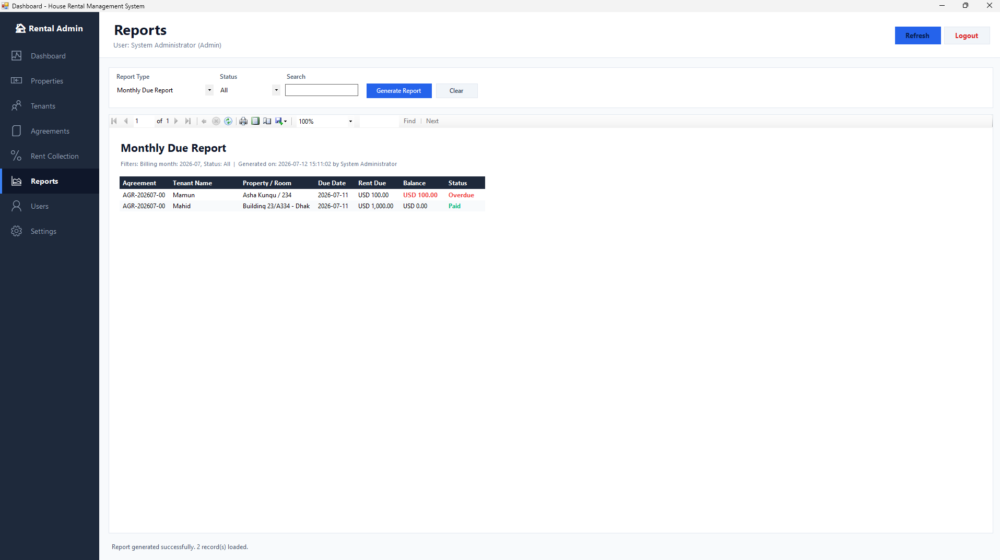 Dashboard - House Rental Management System
Rental Admin
Dashboard
Properties
Tenants
Agreements
Rent Collection
Reports
Users
Settings
Reports
User: System Administrator (Admin)
Refresh
Logout
Report Type
Status
Search
Monthly Due Report
All
Generate Report
Clear
1 of 1
100%
Find | Next
Monthly Due Report
Filters: Billing month: 2026-07, Status: All | Generated on: 2026-07-12 15:11:02 by System Administrator
Agreement Tenant Name Property / Room Due Date Rent Due Balance Status
AGR-202607-00 Mamun Asha Kungu / 234 2026-07-11 USD 100.00 USD 100.00 Overdue
AGR-202607-00 Mahid Building 23/A334 - Dhak 2026-07-11 USD 1,000.00 USD 0.00 Paid
Report generated successfully. 2 record(s) loaded.